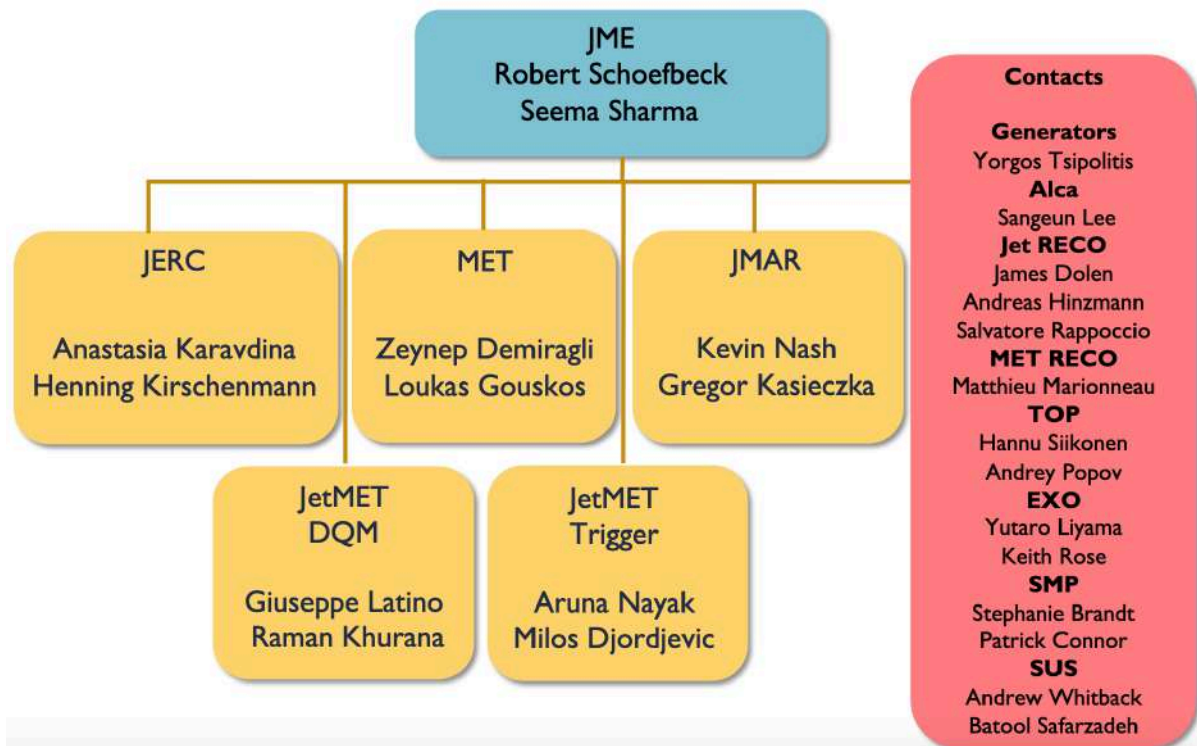 JME
Robert Schoefbeck
Seema Sharma
JERC
Anastasia Karavdina
Henning Kirschenmann
MET
Zeynep Demiragli
Loukas Gouskos
JMAR
Kevin Nash
Gregor Kasieczka
JetMET
DQM
Giuseppe Latino
Raman Khurana
JetMET
Trigger
Aruna Nayak
Milos Djordjevic
Contacts
Generators
Yorgos Tsipolitis
Alca
Sangeun Lee
Jet RECO
James Dolen
Andreas Hinzmann
Salvatore Rappoccio
MET RECO
Matthieu Marionneau
TOP
Hannu Siikonen
Andrey Popov
EXO
Yutaro Liyama
Keith Rose
SMP
Stephanie Brandt
Patrick Connor
SUS
Andrew Whitback
Batool Safarzadeh